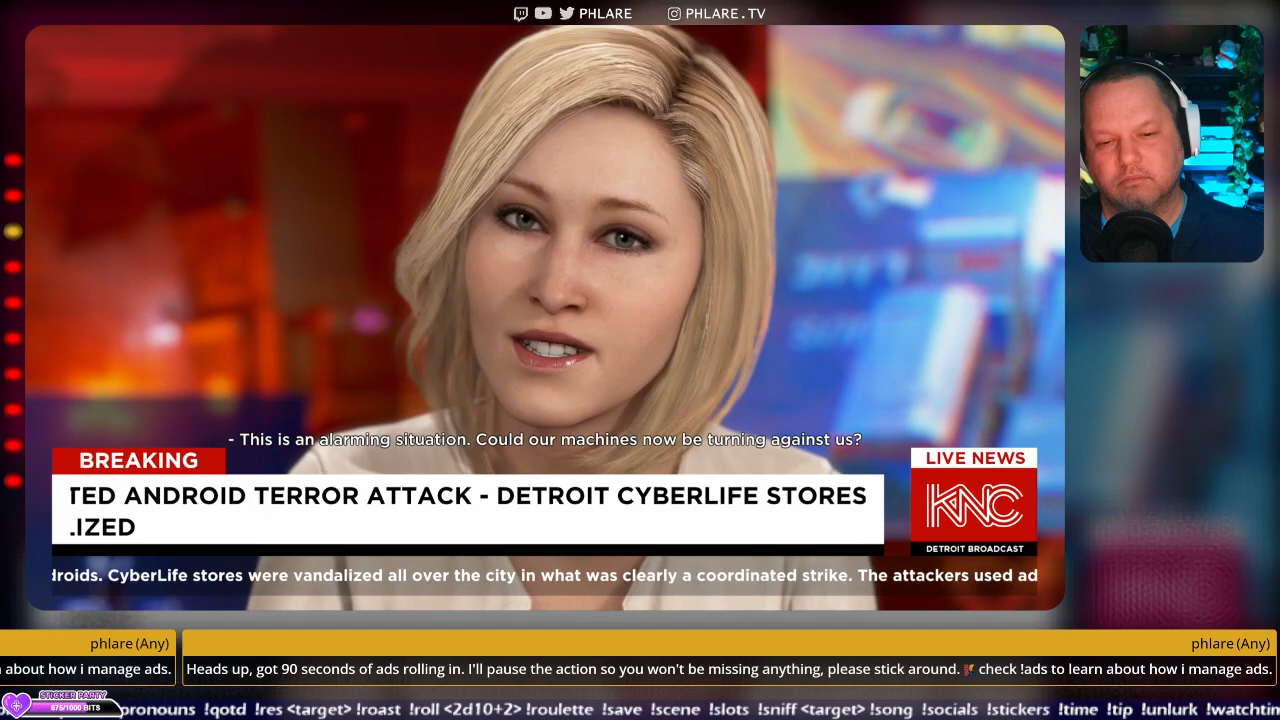 PHLARE PHLARE.TV
- This is an alarming situation. Could our machines now be turning against us?
BREAKING
TED ANDROID TERROR ATTACK - DETROIT CYBERLIFE STORES
.IZED
LIVE NEWS
KNC
DETROIT BROADCAST
droids. CyberLife stores were vandalized all over the city in what was clearly a coordinated strike. The attackers used ad
phlare (Any)
about how i manage ads.
phlare (Any)
Heads up, got 90 seconds of ads rolling in. I'll pause the action so you won't be missing anything, please stick around. check !ads to learn about how i manage ads.
STICKER PARTY
675/1000 BITS
pronouns !qotd !res <target> !roast !roll <2d10+2> !roulette !save !scene !slots !sniff <target> !song !socials !stickers !time !tip !unlurk !watchtim